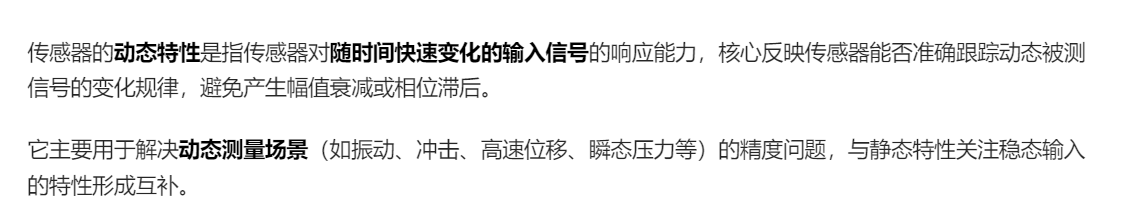 传感器的动态特性是指传感器对随时间快速变化的输入信号的响应能力，核心反映传感器能否准确跟踪动态被测
信号的变化规律，避免产生幅值衰减或相位滞后。
它主要用于解决动态测量场景（如振动、冲击、高速位移、瞬态压力等）的精度问题，与静态特性关注稳态输入
的特性形成互补。